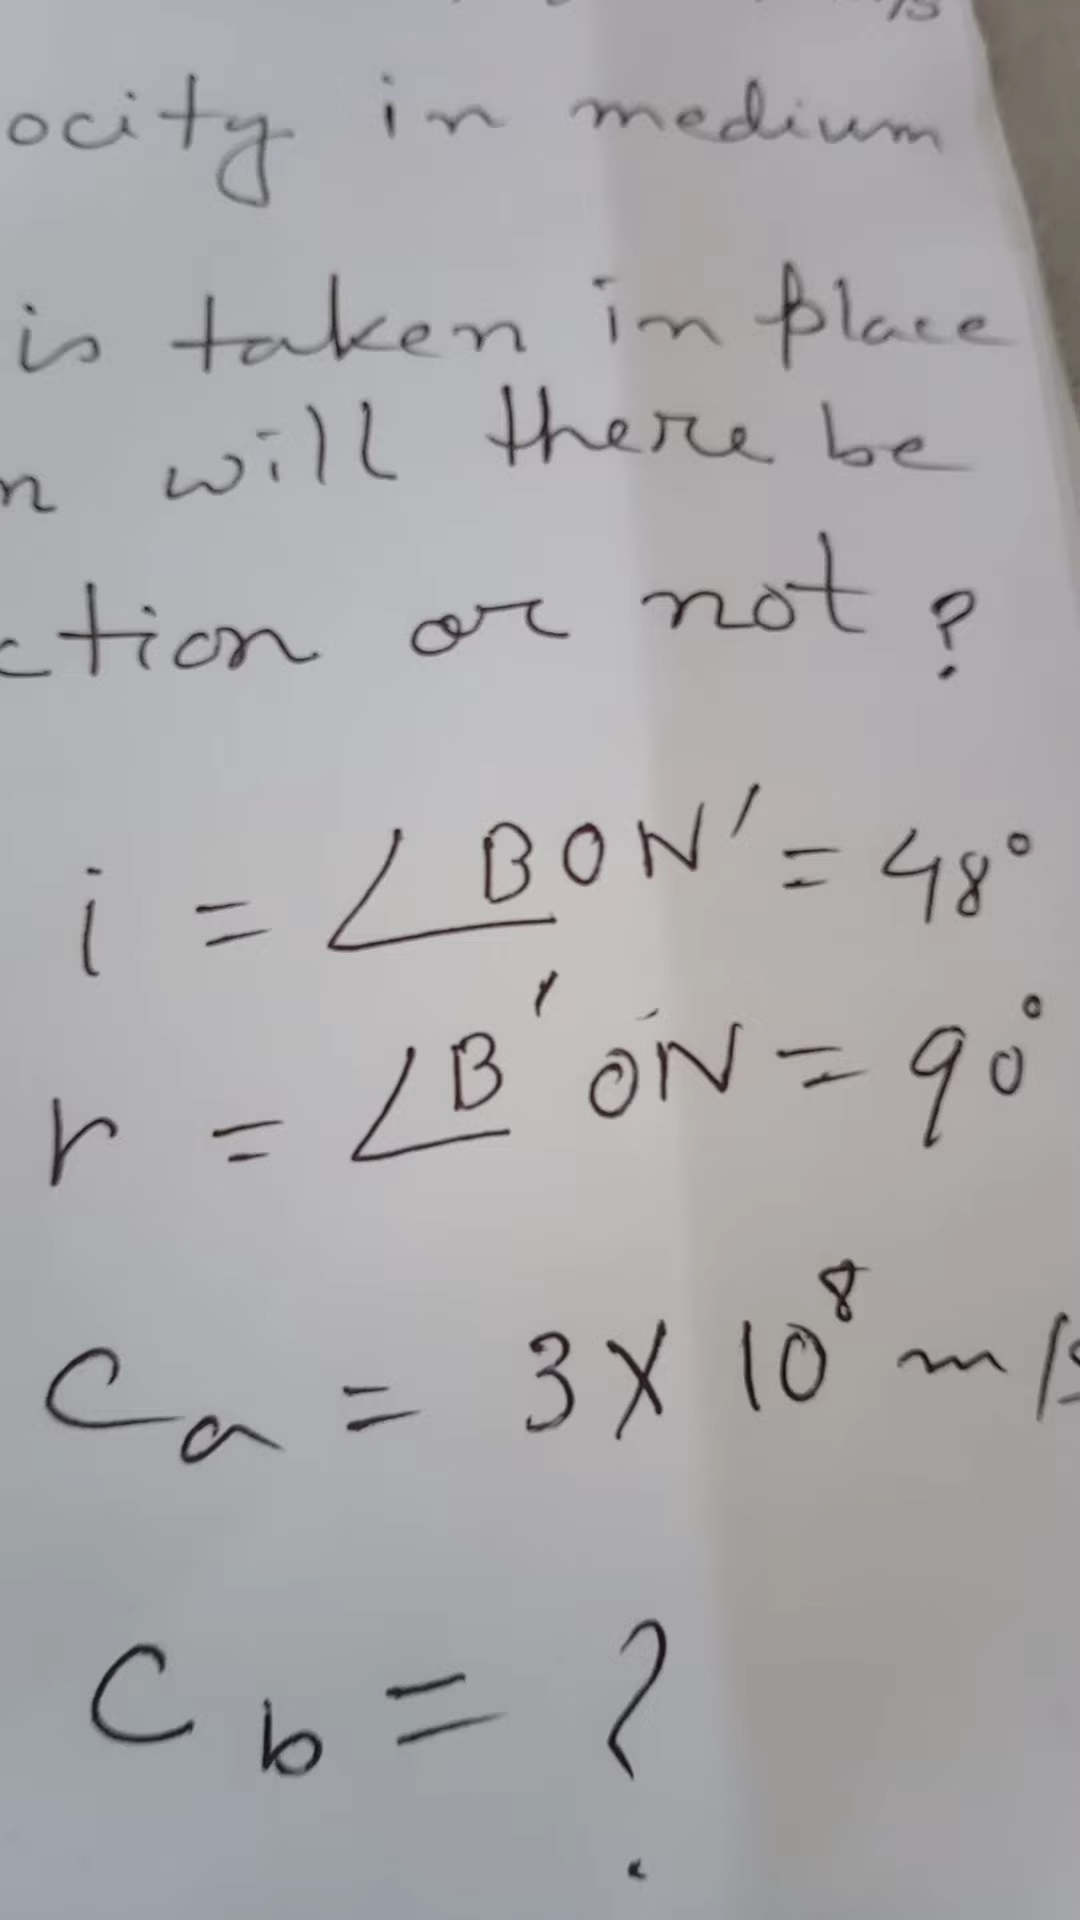 m/s
ocity in medium
is taken in place
n will there be
ction or not?
i = ∠BON' = 48°
r = ∠B'ON = 90°
Ca = 3 X 10⁸ m/s
Cb = ?